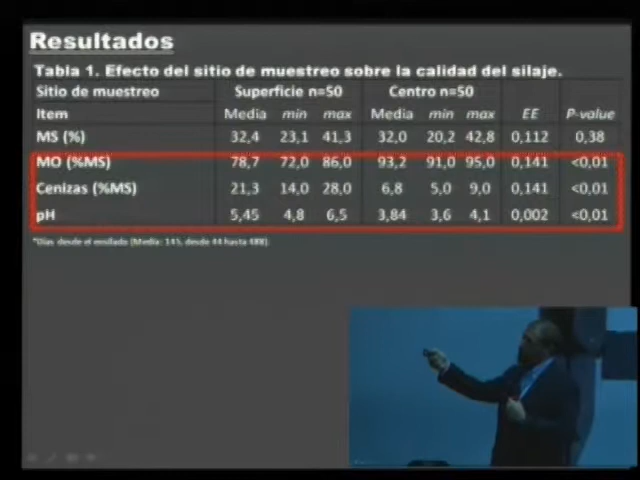 Resultados
Tabla 1. Efecto del sitio de muestreo sobre la calidad del silaje.
Sitio de muestreo Superficie n=50 Centro n=50
Item Media min max Media min max EE P-value
MS (%) 32,4 23,1 41,3 32,0 20,2 42,8 0,112 0,38
MO (%MS) 78,7 72,0 86,0 93,2 91,0 95,0 0,141 <0,01
Cenizas (%MS) 21,3 14,0 28,0 6,8 5,0 9,0 0,141 <0,01
pH 5,45 4,8 6,5 3,84 3,6 4,1 0,002 <0,01
*Días desde el ensilado (Media: 145, desde 44 hasta 488).